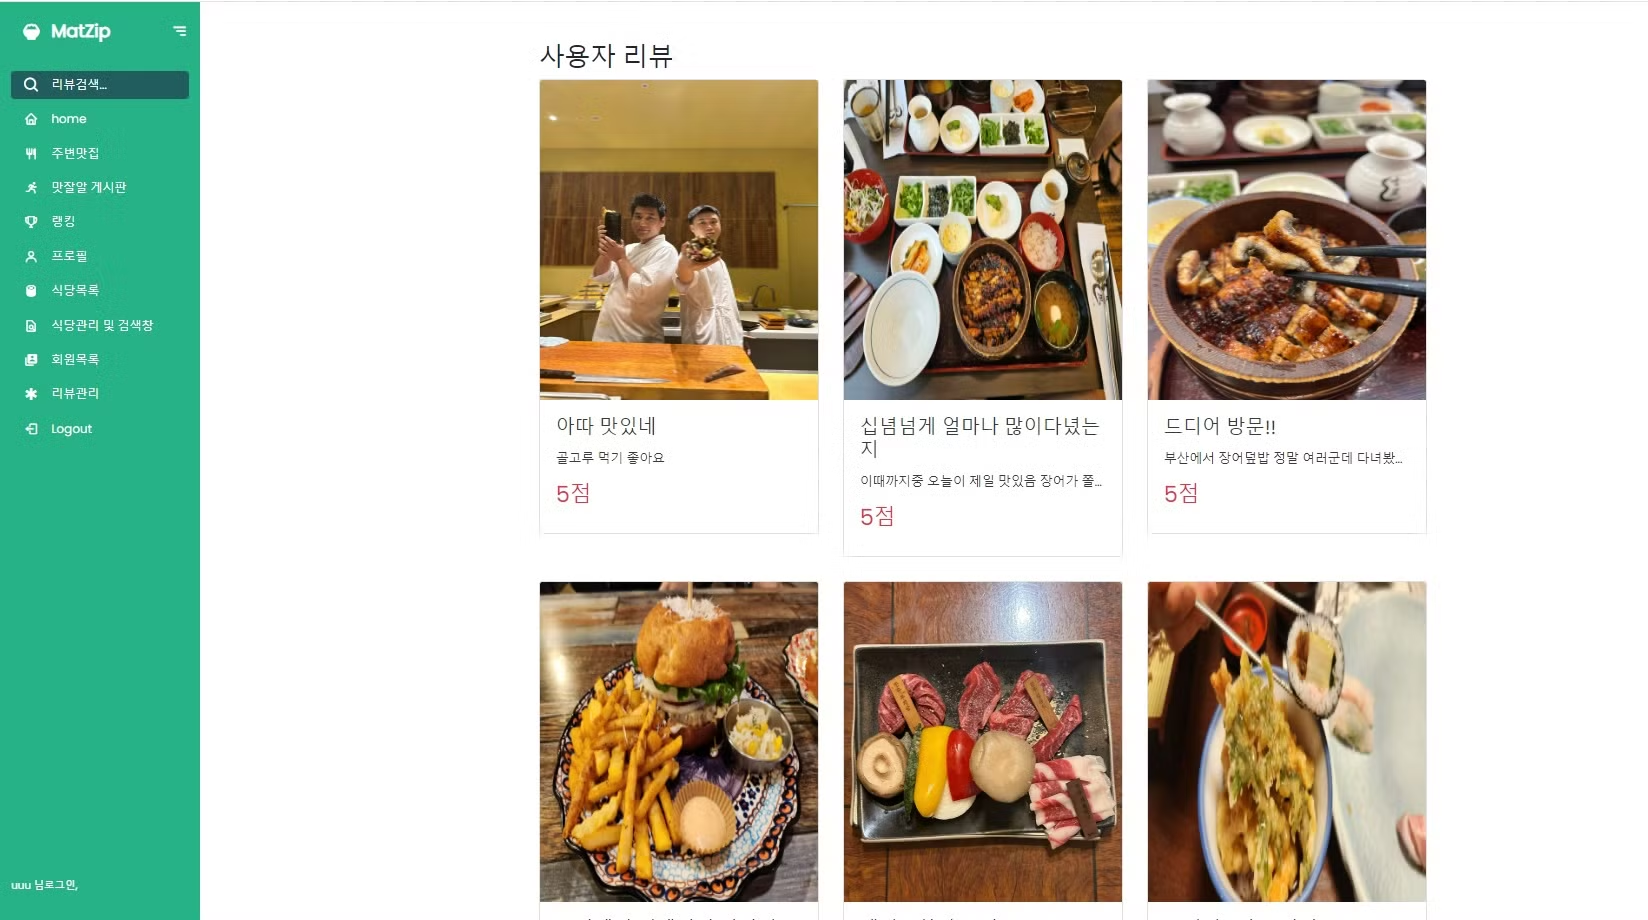 MatZip
리뷰검색...
home
주변맛집
맛잘알 게시판
랭킹
프로필
식당목록
식당관리 및 검색창
회원목록
리뷰관리
Logout
uuu 님로그인,
사용자 리뷰
아따 맛있네
골고루 먹기 좋아요
5점
십념넘게 얼마나 많이다녔는
지
이때까지중 오늘이 제일 맛있음 장어가 쫄...
5점
드디어 방문!!
부산에서 장어덮밥 정말 여러군데 다녀봤...
5점